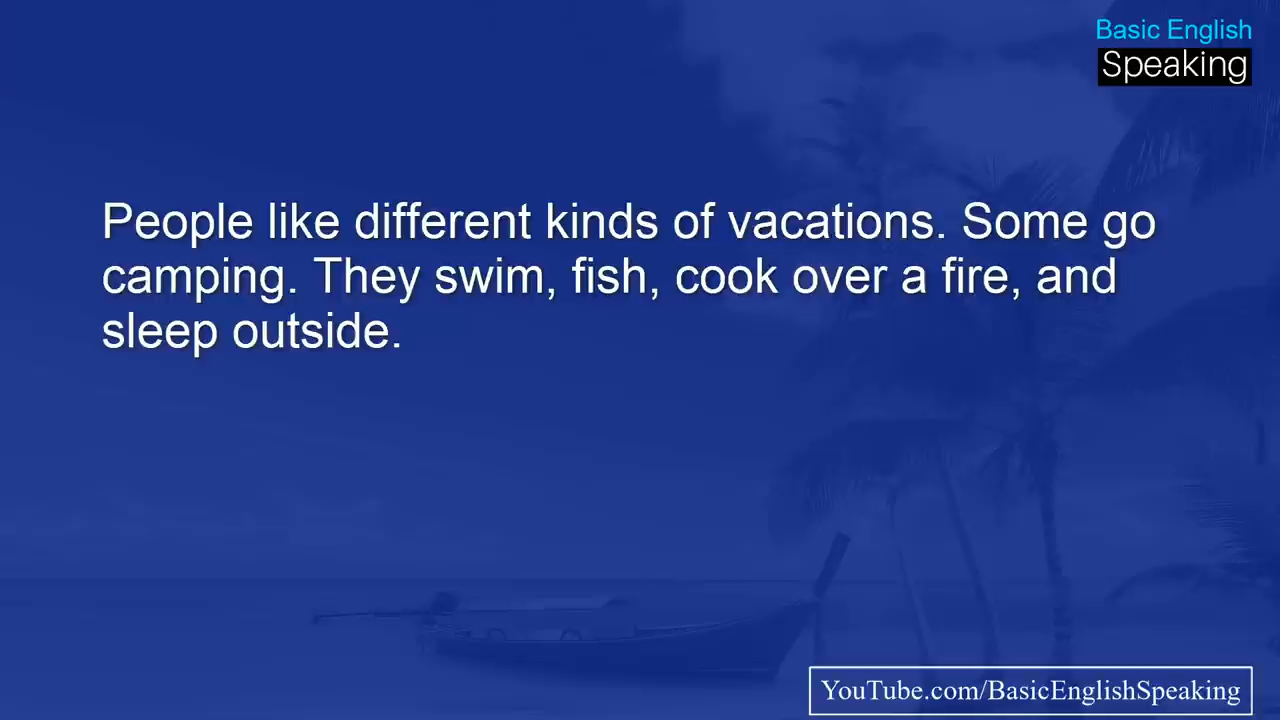 Basic English
Speaking
People like different kinds of vacations. Some go
camping. They swim, fish, cook over a fire, and
sleep outside.
YouTube.com/BasicEnglishSpeaking